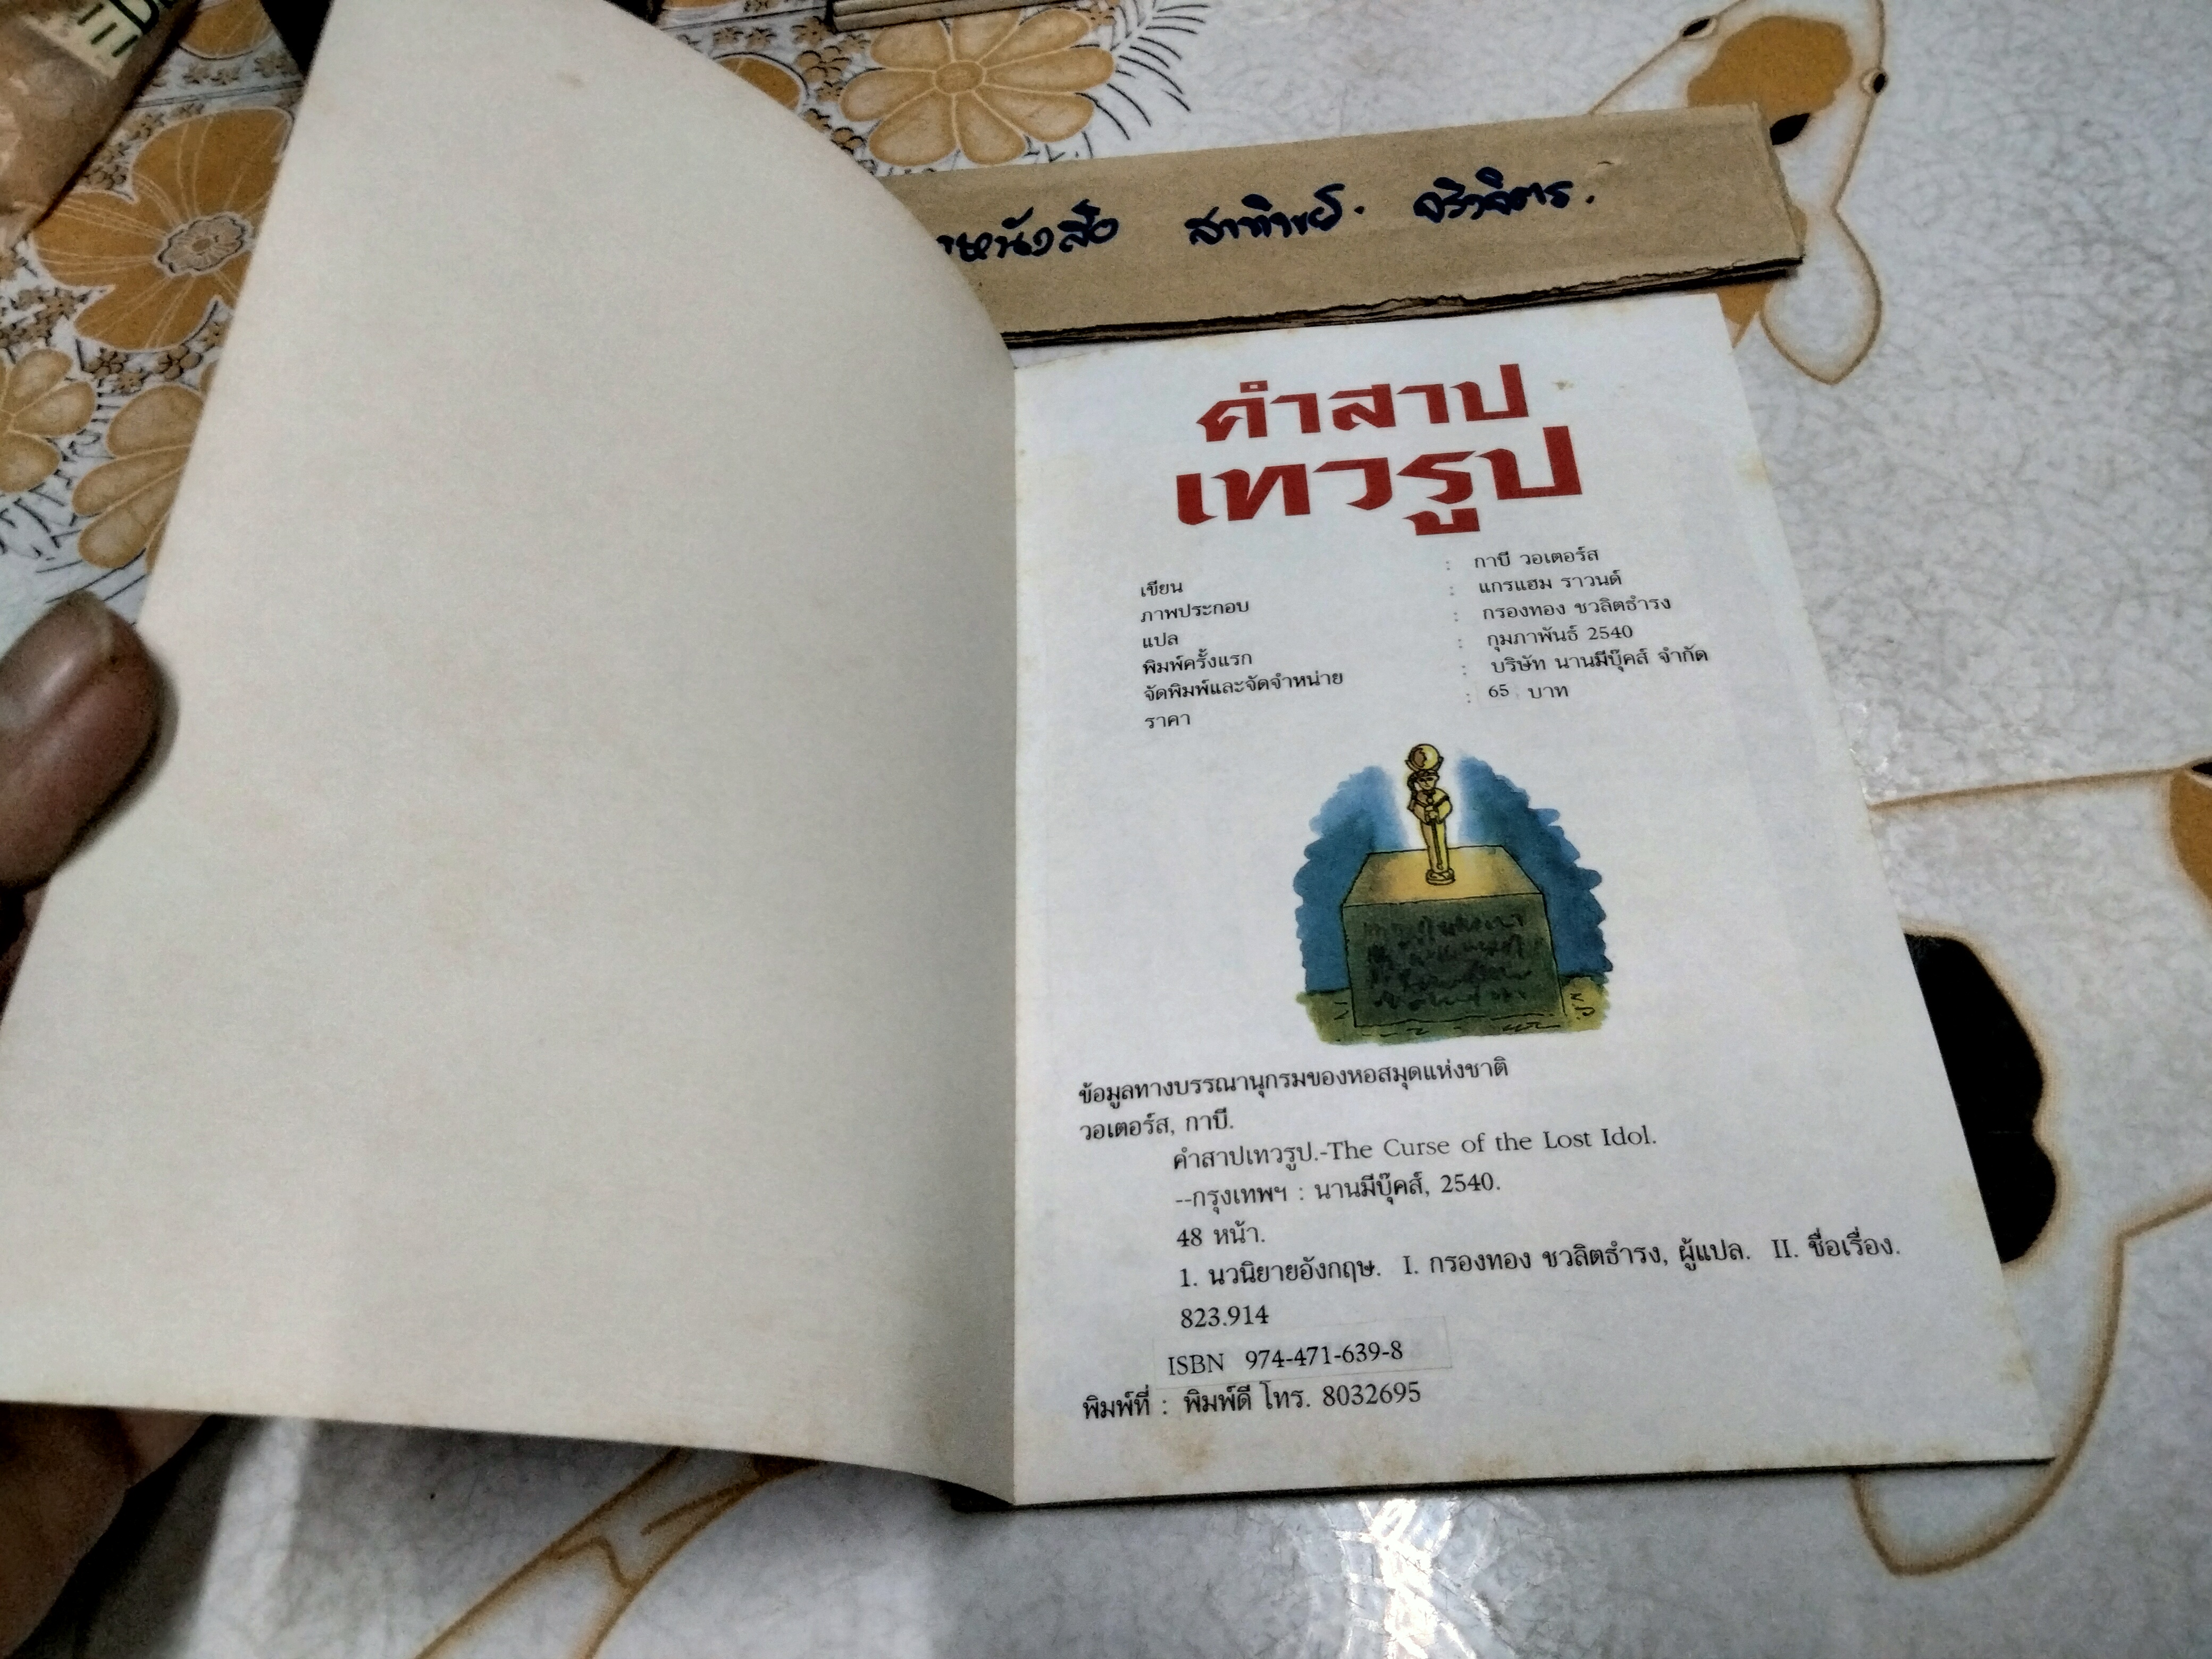 หนังสือ
คำสาป
เทวรูป
เขียน : กาบี วอเตอร์ส
ภาพประกอบ : แกรแฮม ราวนด์
แปล : กรองทอง ชวลิตธำรง
พิมพ์ครั้งแรก : กุมภาพันธ์ 2540
จัดพิมพ์และจัดจำหน่าย : บริษัท นานมีบุ๊คส์ จำกัด
ราคา : 65 บาท
ข้อมูลทางบรรณานุกรมของหอสมุดแห่งชาติ
วอเตอร์ส, กาบี.
คำสาปเทวรูป.-The Curse of the Lost Idol.
--กรุงเทพฯ : นานมีบุ๊คส์, 2540.
48 หน้า.
1. นวนิยายอังกฤษ. I. กรองทอง ชวลิตธำรง, ผู้แปล. II. ชื่อเรื่อง.
823.914
ISBN 974-471-639-8
พิมพ์ที่ : พิมพ์ดี โทร. 8032695